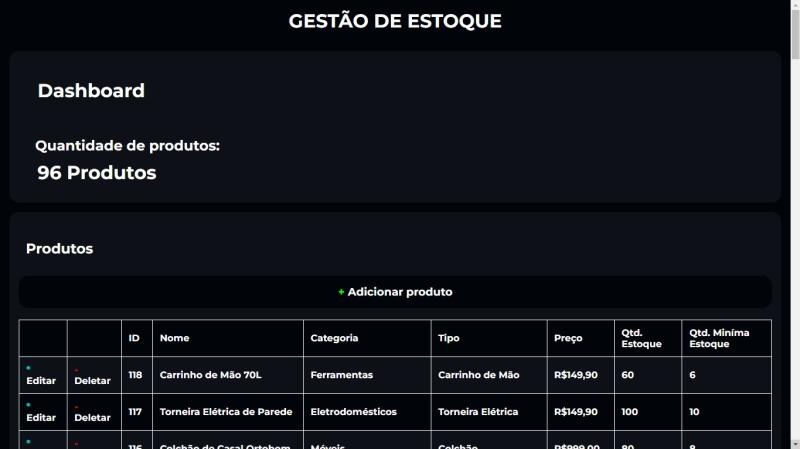 GESTÃO DE ESTOQUE
Dashboard
Quantidade de produtos:
96 Produtos
Produtos
+ Adicionar produto
ID Nome Categoria Tipo Preço Qtd. Estoque Qtd. Miníma Estoque
* Editar - Deletar 118 Carrinho de Mão 70L Ferramentas Carrinho de Mão R$149,90 60 6
* Editar - Deletar 117 Torneira Elétrica de Parede Eletrodomésticos Torneira Elétrica R$149,90 100 10
* - 116 Colchão de Casal Ortobom Móveis Colchão R$999,00 80 8